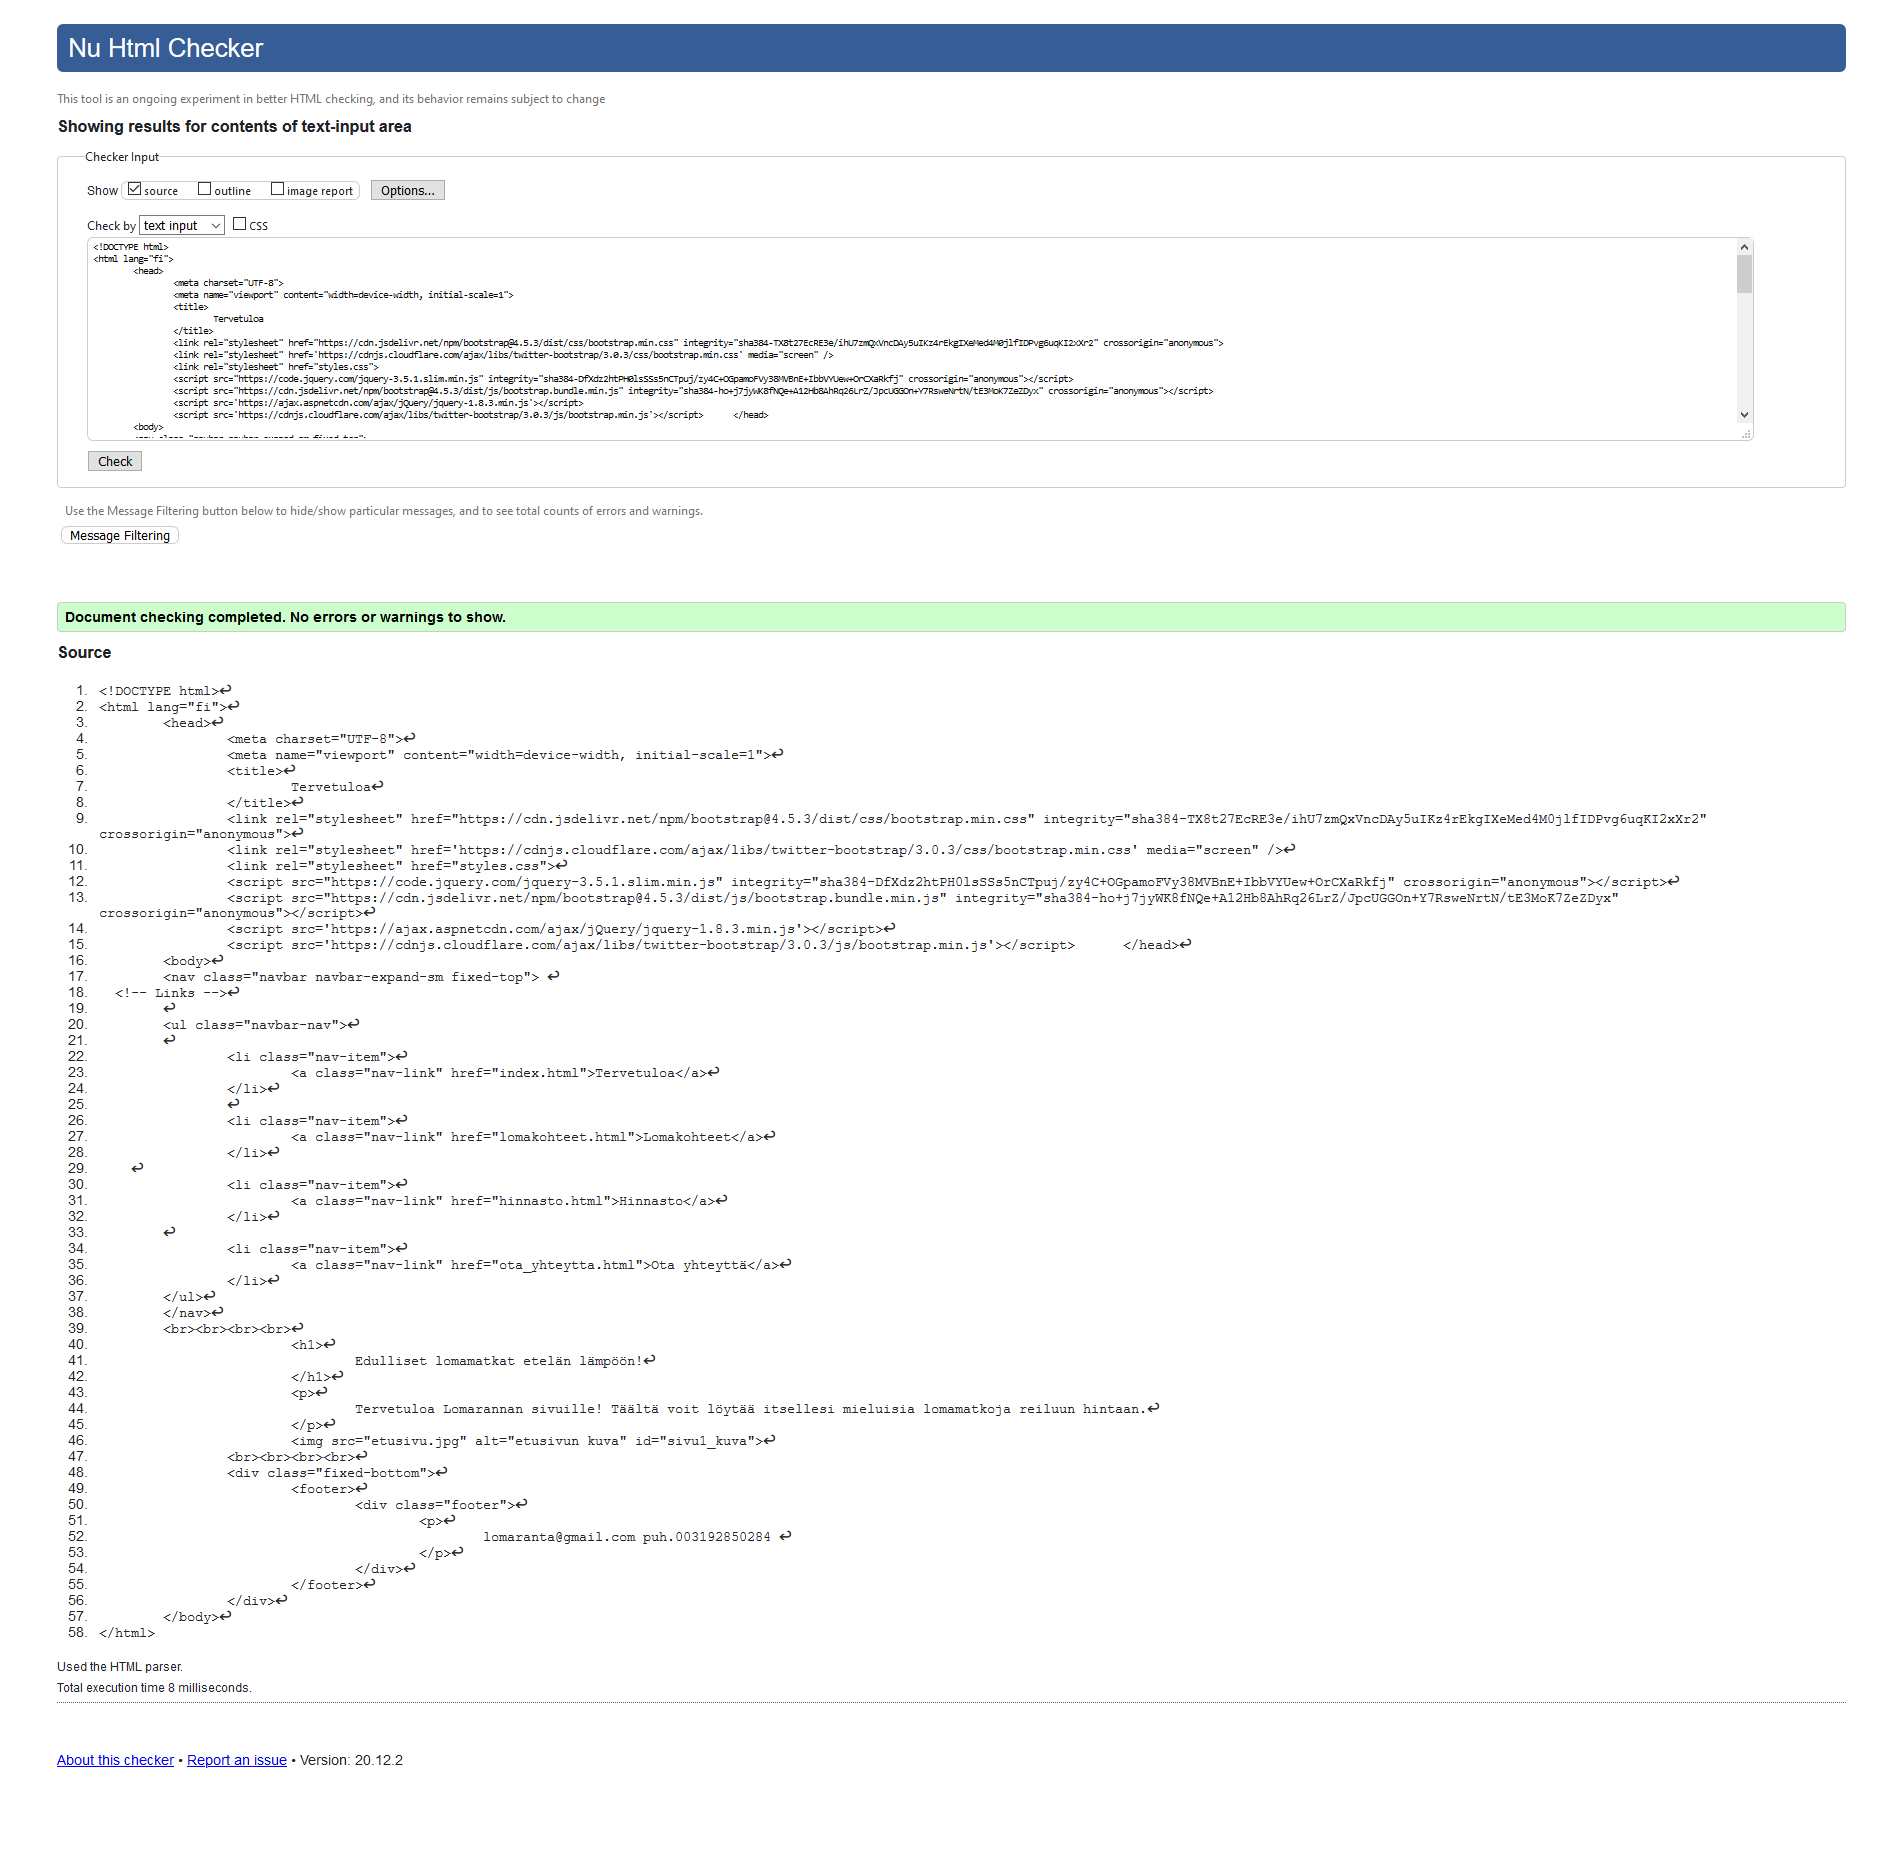 Nu Html Checker
This tool is an ongoing experiment in better HTML checking, and its behavior remains subject to change
Showing results for contents of text-input area
Checker Input
Show source outline image report Options...
Check by text input CSS
<!DOCTYPE html>
<html lang="fi">
<head>
<meta charset="UTF-8">
<meta name="viewport" content="width=device-width, initial-scale=1">
<title>
Tervetuloa
</title>
<link rel="stylesheet" href="https://cdn.jsdelivr.net/npm/bootstrap@4.5.3/dist/css/bootstrap.min.css" integrity="sha384-TX8t27EcRE3e/ihU7zmQxVncDAy5uIKz4rEkgIXeMed4M0jlfIDPvg6uqKI2xXr2" crossorigin="anonymous">
<link rel="stylesheet" href='https://cdnjs.cloudflare.com/ajax/libs/twitter-bootstrap/3.0.3/css/bootstrap.min.css' media="screen" />
<link rel="stylesheet" href="styles.css">
<script src="https://code.jquery.com/jquery-3.5.1.slim.min.js" integrity="sha384-DfXdz2htPH0lsSSs5nCTpuj/zy4C+OGpamoFVy38MVBnE+IbbVYUew+OrCXaRkfj" crossorigin="anonymous"></script>
<script src="https://cdn.jsdelivr.net/npm/bootstrap@4.5.3/dist/js/bootstrap.bundle.min.js" integrity="sha384-ho+j7jyWK8fNQe+A12Hb8AhRq26LrZ/JpcUGGOn+Y7RsweNrtN/tE3MoK7ZeZDyx" crossorigin="anonymous"></script>
<script src='https://ajax.aspnetcdn.com/ajax/jQuery/jquery-1.8.3.min.js'></script>
<script src='https://cdnjs.cloudflare.com/ajax/libs/twitter-bootstrap/3.0.3/js/bootstrap.min.js'></script> </head>
<body>
Check
Use the Message Filtering button below to hide/show particular messages, and to see total counts of errors and warnings.
Message Filtering
Document checking completed. No errors or warnings to show.
Source
1. <!DOCTYPE html>↩
2. <html lang="fi">↩
3. <head>↩
4. <meta charset="UTF-8">↩
5. <meta name="viewport" content="width=device-width, initial-scale=1">↩
6. <title>↩
7. Tervetuloa↩
8. </title>↩
9. <link rel="stylesheet" href="https://cdn.jsdelivr.net/npm/bootstrap@4.5.3/dist/css/bootstrap.min.css" integrity="sha384-TX8t27EcRE3e/ihU7zmQxVncDAy5uIKz4rEkgIXeMed4M0jlfIDPvg6uqKI2xXr2"
crossorigin="anonymous">↩
10. <link rel="stylesheet" href='https://cdnjs.cloudflare.com/ajax/libs/twitter-bootstrap/3.0.3/css/bootstrap.min.css' media="screen" />↩
11. <link rel="stylesheet" href="styles.css">↩
12. <script src="https://code.jquery.com/jquery-3.5.1.slim.min.js" integrity="sha384-DfXdz2htPH0lsSSs5nCTpuj/zy4C+OGpamoFVy38MVBnE+IbbVYUew+OrCXaRkfj" crossorigin="anonymous"></script>↩
13. <script src="https://cdn.jsdelivr.net/npm/bootstrap@4.5.3/dist/js/bootstrap.bundle.min.js" integrity="sha384-ho+j7jyWK8fNQe+A12Hb8AhRq26LrZ/JpcUGGOn+Y7RsweNrtN/tE3MoK7ZeZDyx"
crossorigin="anonymous"></script>↩
14. <script src='https://ajax.aspnetcdn.com/ajax/jQuery/jquery-1.8.3.min.js'></script>↩
15. <script src='https://cdnjs.cloudflare.com/ajax/libs/twitter-bootstrap/3.0.3/js/bootstrap.min.js'></script> </head>↩
16. <body>↩
17. <nav class="navbar navbar-expand-sm fixed-top"> ↩
18. <!-- Links -->↩
19. ↩
20. <ul class="navbar-nav">↩
21. ↩
22. <li class="nav-item">↩
23. <a class="nav-link" href="index.html">Tervetuloa</a>↩
24. </li>↩
25. ↩
26. <li class="nav-item">↩
27. <a class="nav-link" href="lomakohteet.html">Lomakohteet</a>↩
28. </li>↩
29. ↩
30. <li class="nav-item">↩
31. <a class="nav-link" href="hinnasto.html">Hinnasto</a>↩
32. </li>↩
33. ↩
34. <li class="nav-item">↩
35. <a class="nav-link" href="ota_yhteytta.html">Ota yhteyttä</a>↩
36. </li>↩
37. </ul>↩
38. </nav>↩
39. <br><br><br><br>↩
40. <h1>↩
41. Edulliset lomamatkat etelän lämpöön!↩
42. </h1>↩
43. <p>↩
44. Tervetuloa Lomarannan sivuille! Täältä voit löytää itsellesi mieluisia lomamatkoja reiluun hintaan.↩
45. </p>↩
46. <img src="etusivu.jpg" alt="etusivun kuva" id="sivu1_kuva">↩
47. <br><br><br><br>↩
48. <div class="fixed-bottom">↩
49. <footer>↩
50. <div class="footer">↩
51. <p>↩
52. lomaranta@gmail.com puh.003192850284 ↩
53. </p>↩
54. </div>↩
55. </footer>↩
56. </div>↩
57. </body>↩
58. </html>
Used the HTML parser.
Total execution time 8 milliseconds.
About this checker • Report an issue • Version: 20.12.2